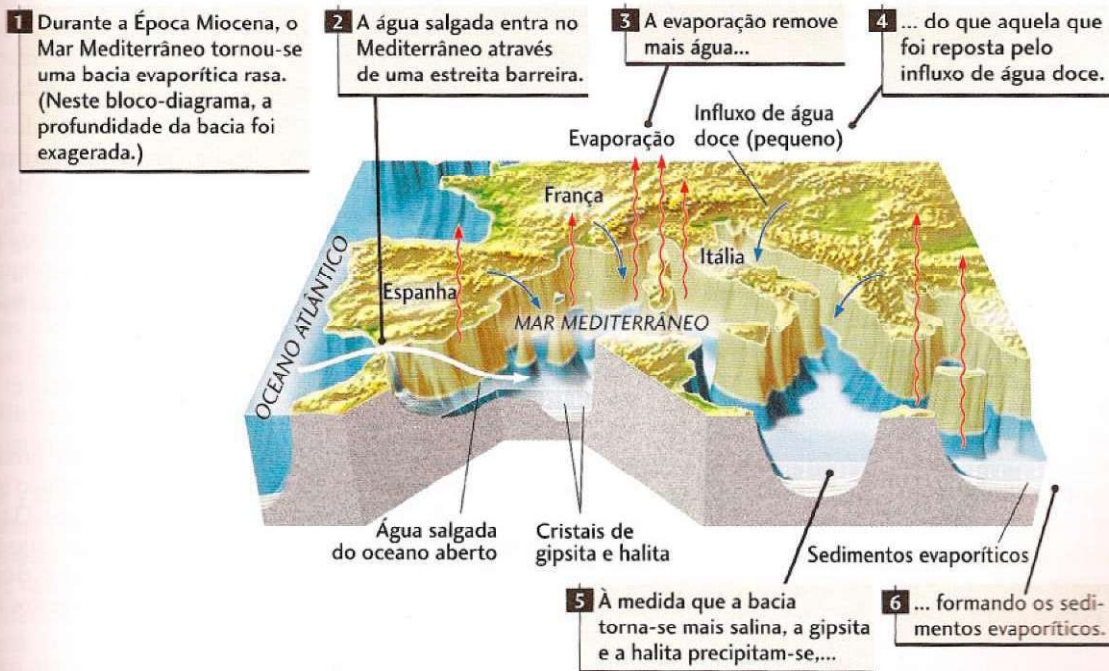 1 Durante a Época Miocena, o
Mar Mediterrâneo tornou-se
uma bacia evaporítica rasa.
(Neste bloco-diagrama, a
profundidade da bacia foi
exagerada.)
2 A água salgada entra no
Mediterrâneo através
de uma estreita barreira.
3 A evaporação remove
mais água...
4 ... do que aquela que
foi reposta pelo
influxo de água doce.
Evaporação
Influxo de água
doce (pequeno)
França
Itália
Espanha
MAR MEDITERRÂNEO
OCEANO ATLÂNTICO
Água salgada
do oceano aberto
Cristais de
gipsita e halita
Sedimentos evaporíticos
5 À medida que a bacia
torna-se mais salina, a gipsita
e a halita precipitam-se,...
6 ... formando os sedi-
mentos evaporíticos.